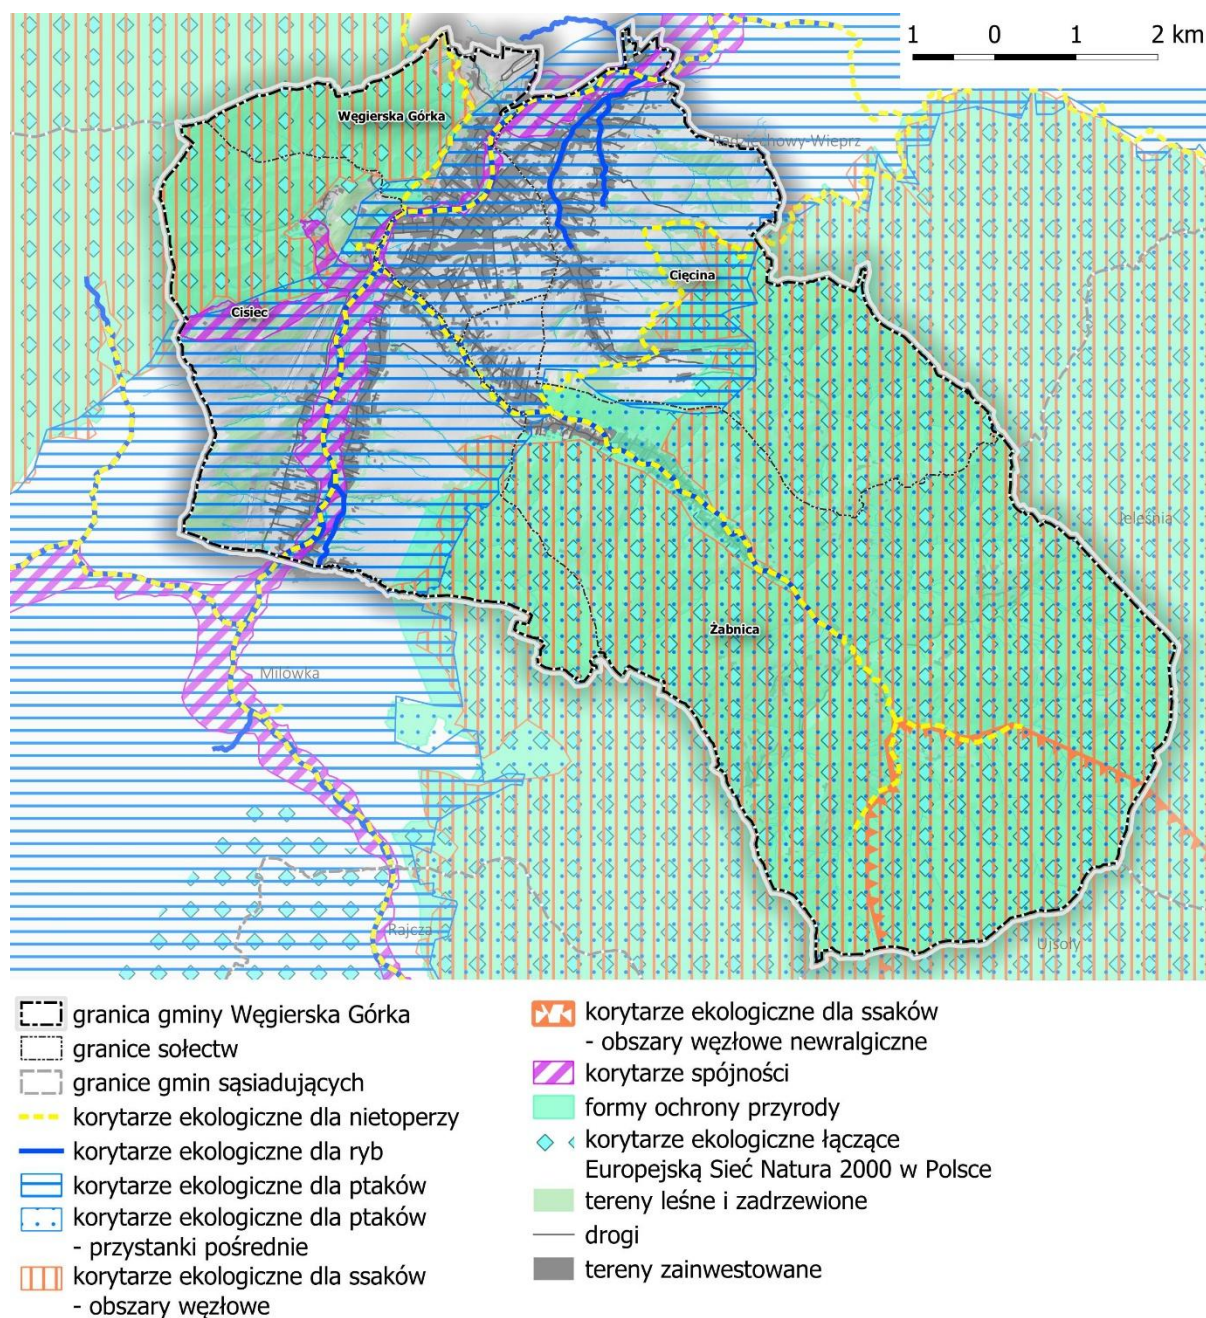 1 0 1 2 km
Węgierska Górka
Radziechowy-Wieprz
Cięcina
Cisiec
Jeleśnia
Żabnica
Milówka
Rajcza
Ujsoły
granica gminy Węgierska Górka
granice sołectw
granice gmin sąsiadujących
korytarze ekologiczne dla nietoperzy
korytarze ekologiczne dla ryb
korytarze ekologiczne dla ptaków
korytarze ekologiczne dla ptaków
- przystanki pośrednie
korytarze ekologiczne dla ssaków
- obszary węzłowe
korytarze ekologiczne dla ssaków
- obszary węzłowe newralgiczne
korytarze spójności
formy ochrony przyrody
korytarze ekologiczne łączące
Europejską Sieć Natura 2000 w Polsce
tereny leśne i zadrzewione
drogi
tereny zainwestowane